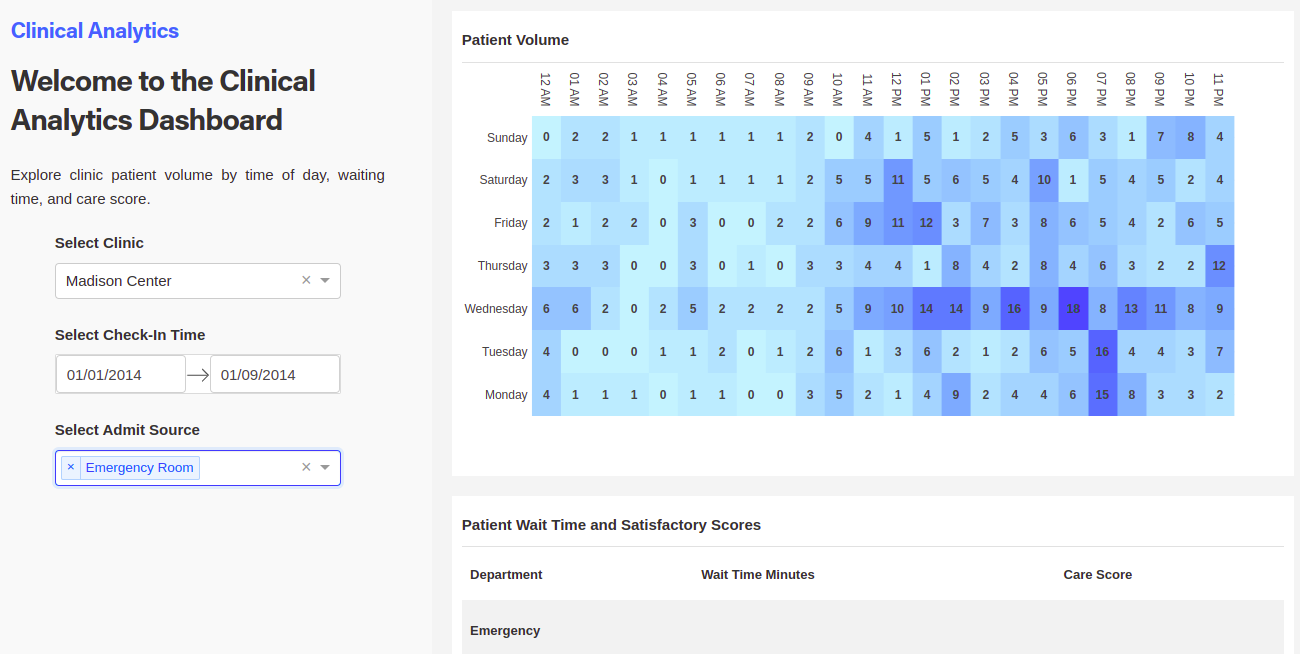 Clinical Analytics
Welcome to the Clinical
Analytics Dashboard
Explore clinic patient volume by time of day, waiting
time, and care score.
Select Clinic
Madison Center ×
Select Check-In Time
01/01/2014 → 01/09/2014
Select Admit Source
× Emergency Room ×
Patient Volume
12 AM 01 AM 02 AM 03 AM 04 AM 05 AM 06 AM 07 AM 08 AM 09 AM 10 AM 11 AM 12 PM 01 PM 02 PM 03 PM 04 PM 05 PM 06 PM 07 PM 08 PM 09 PM 10 PM 11 PM
Sunday 0 2 2 1 1 1 1 1 1 2 0 4 1 5 1 2 5 3 6 3 1 7 8 4
Saturday 2 3 3 1 0 1 1 1 1 2 5 5 11 5 6 5 4 10 1 5 4 5 2 4
Friday 2 1 2 2 0 3 0 0 2 2 6 9 11 12 3 7 3 8 6 5 4 2 6 5
Thursday 3 3 3 0 0 3 0 1 0 3 3 4 4 1 8 4 2 8 4 6 3 2 2 12
Wednesday 6 6 2 0 2 5 2 2 2 2 5 9 10 14 14 9 16 9 18 8 13 11 8 9
Tuesday 4 0 0 0 1 1 2 0 1 2 6 1 3 6 2 1 2 6 5 16 4 4 3 7
Monday 4 1 1 1 0 1 1 0 0 3 5 2 1 4 9 2 4 4 6 15 8 3 3 2
Patient Wait Time and Satisfactory Scores
Department Wait Time Minutes Care Score
Emergency